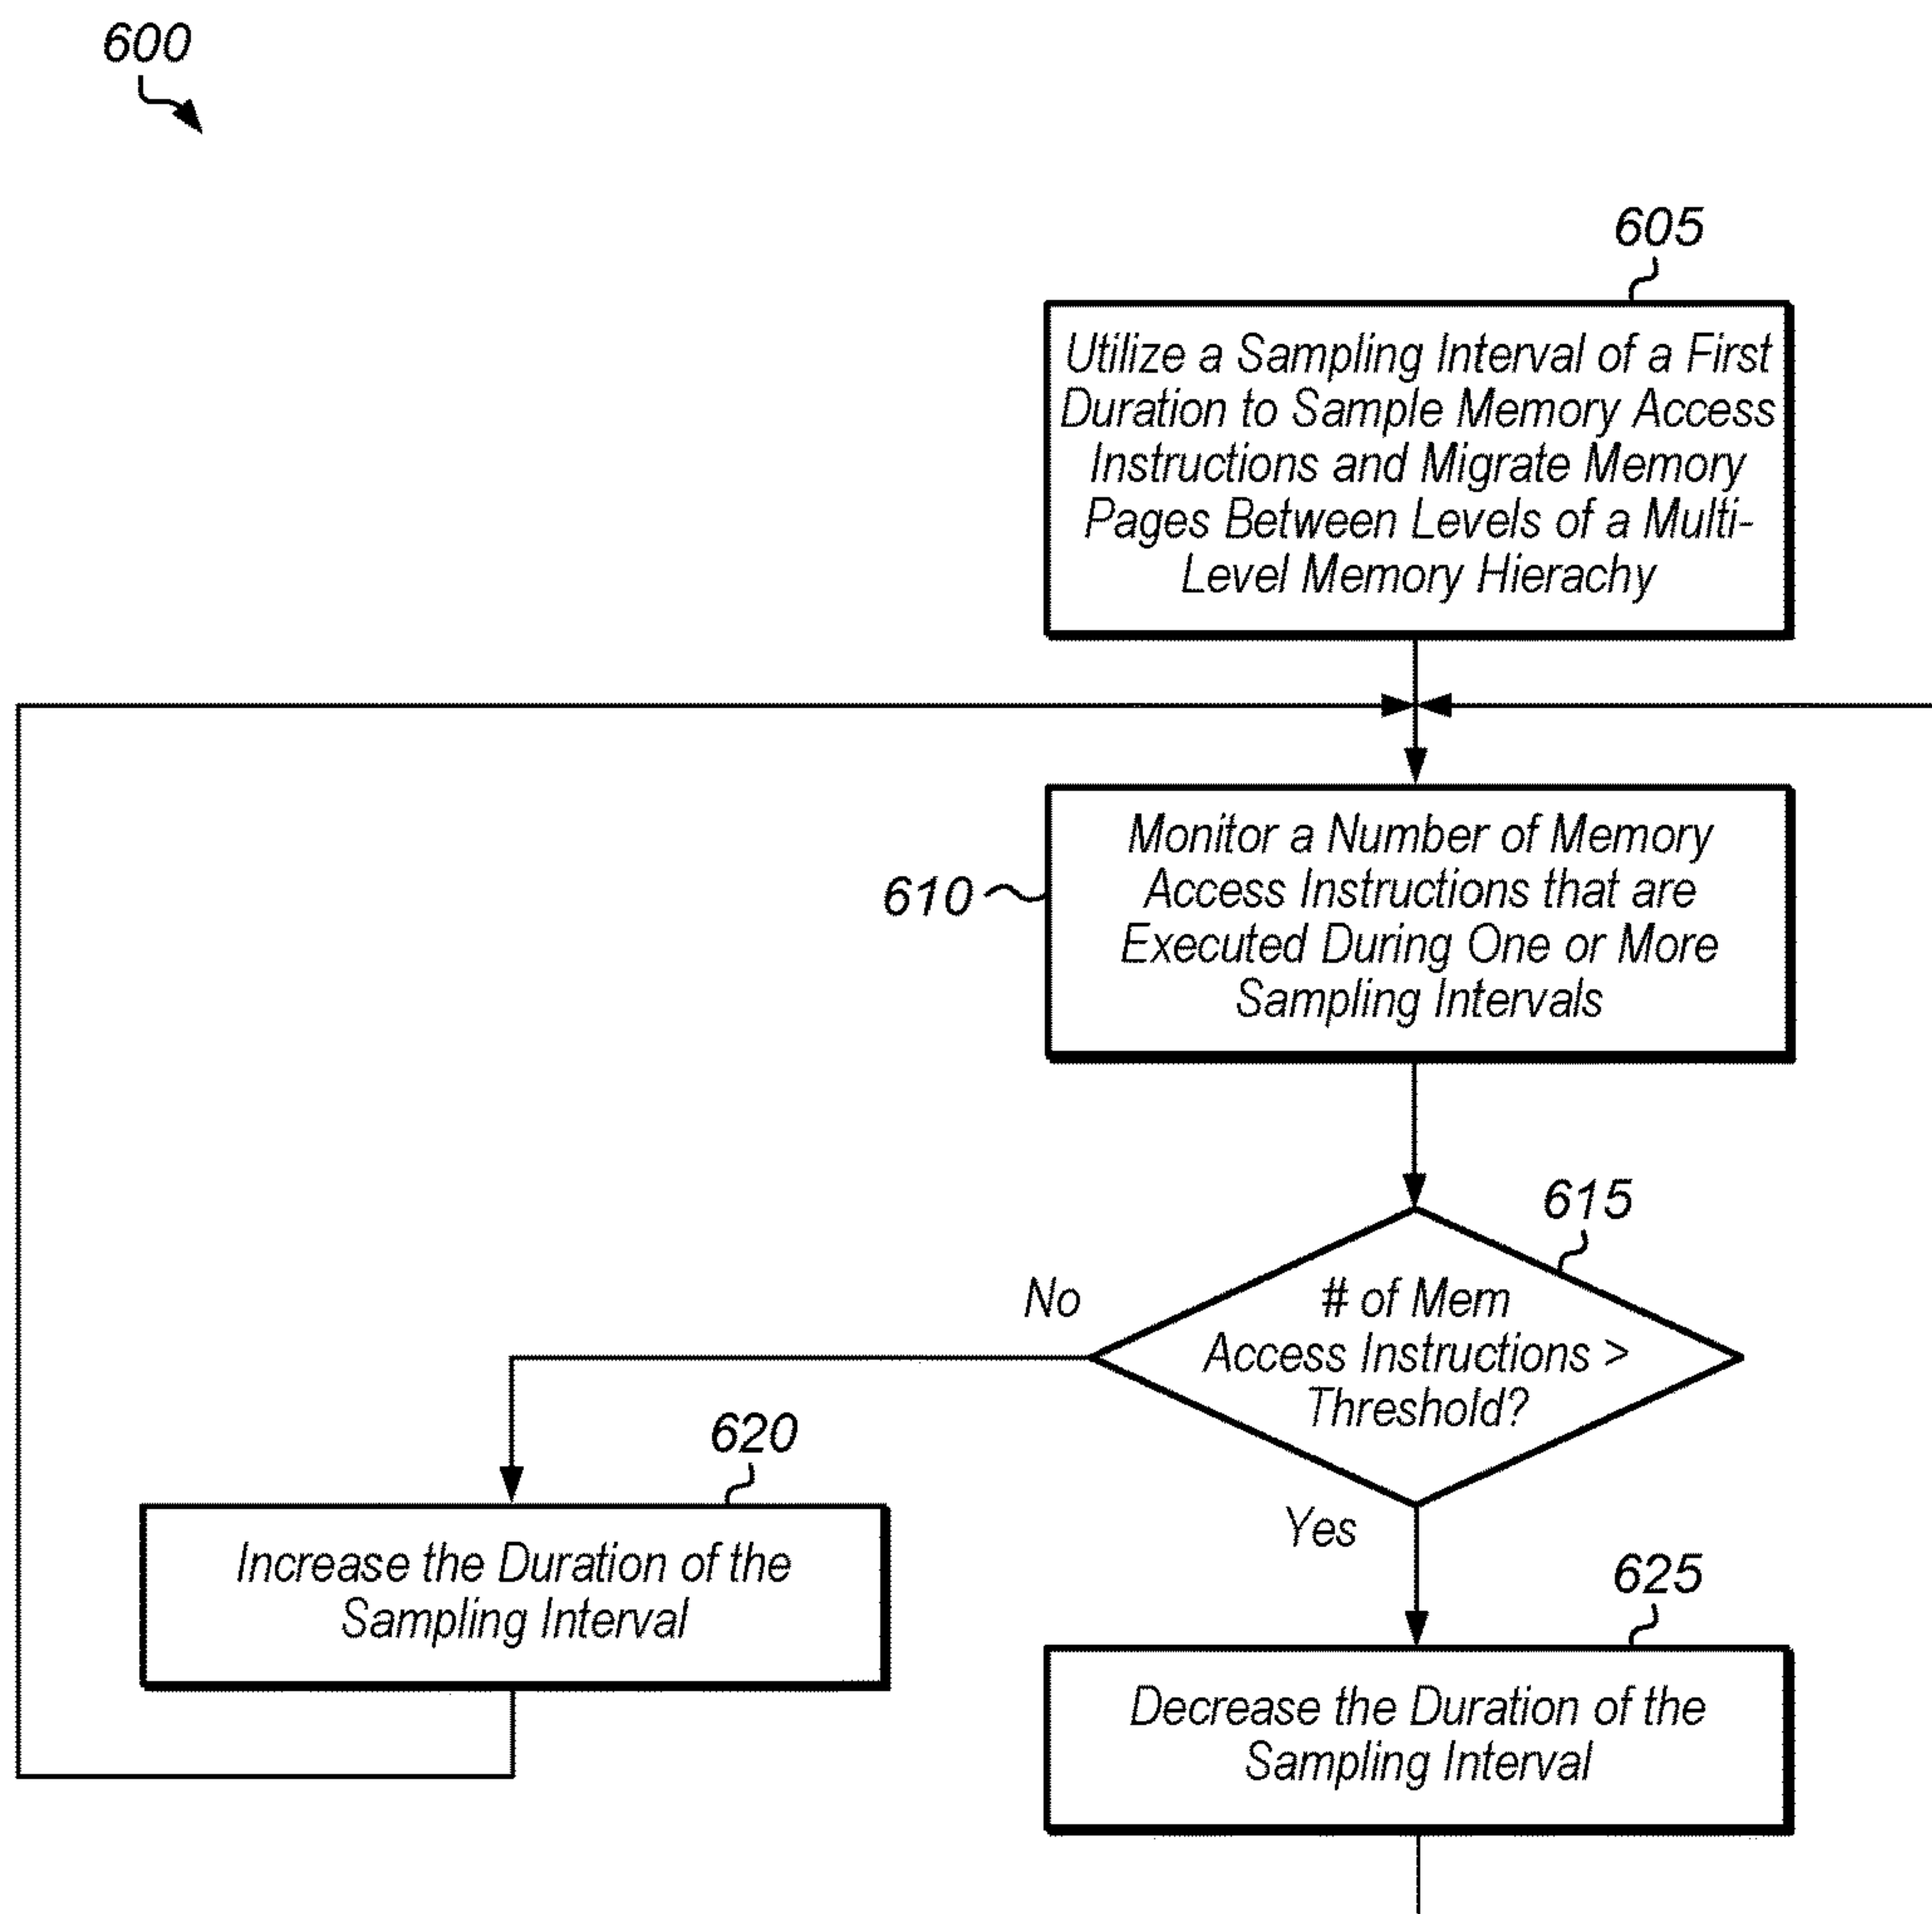 600
605
Utilize a Sampling Interval of a First
Duration to Sample Memory Access
Instructions and Migrate Memory
Pages Between Levels of a Multi-
Level Memory Hierachy
610
Monitor a Number of Memory
Access Instructions that are
Executed During One or More
Sampling Intervals
615
# of Mem
Access Instructions >
Threshold?
No
Yes
620
Increase the Duration of the
Sampling Interval
625
Decrease the Duration of the
Sampling Interval